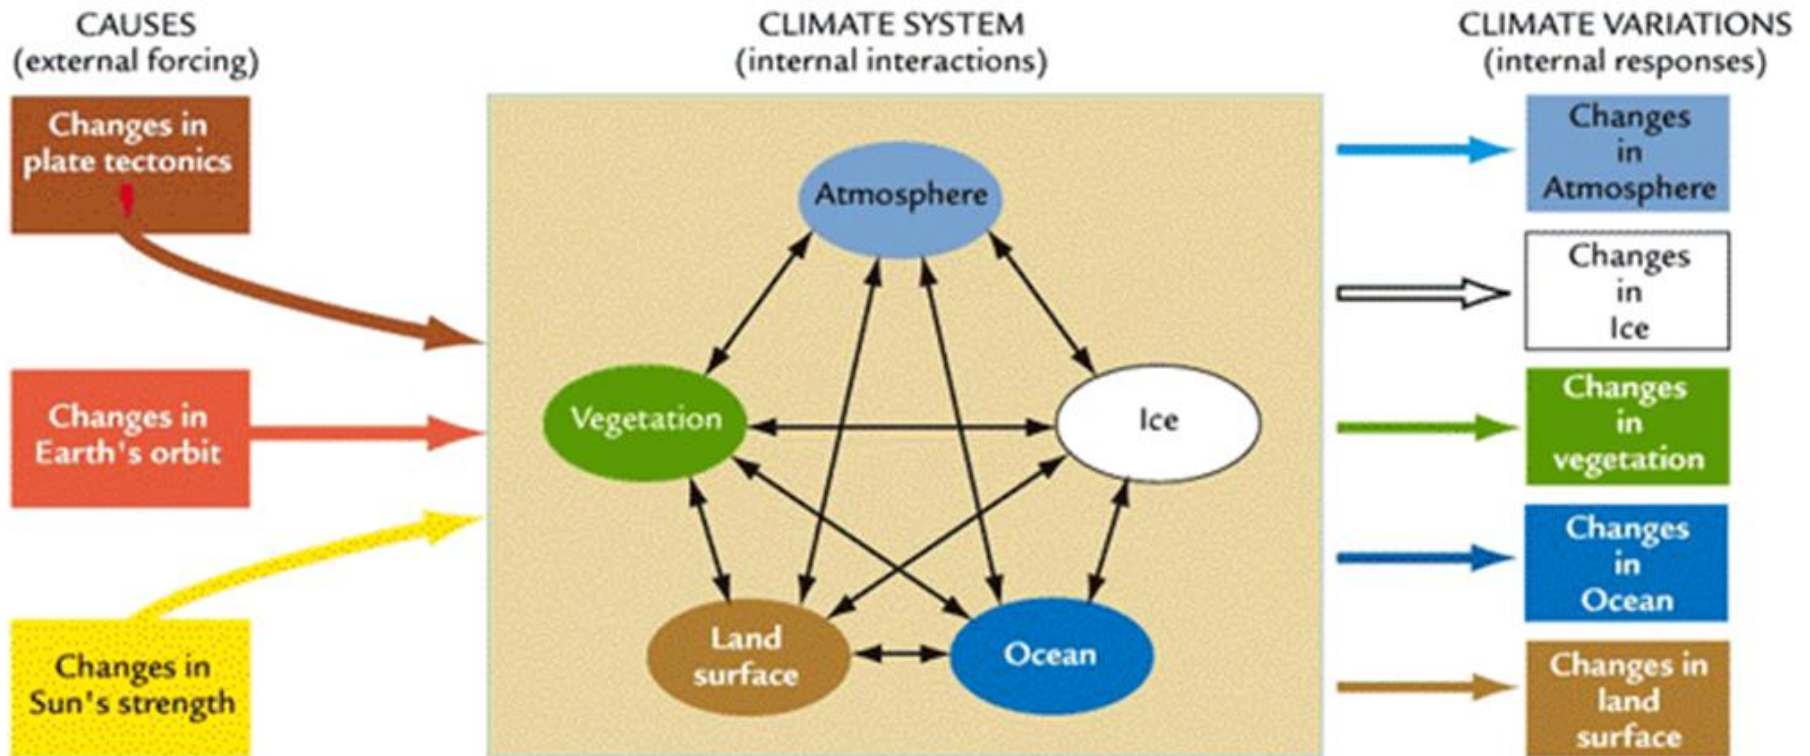 CAUSES
(external forcing)
CLIMATE SYSTEM
(internal interactions)
CLIMATE VARIATIONS
(internal responses)
Changes in
plate tectonics
Changes in
Earth's orbit
Changes in
Sun's strength
Atmosphere
Vegetation
Ice
Land
surface
Ocean
Changes
in
Atmosphere
Changes
in
Ice
Changes
in
vegetation
Changes
in
Ocean
Changes in
land
surface